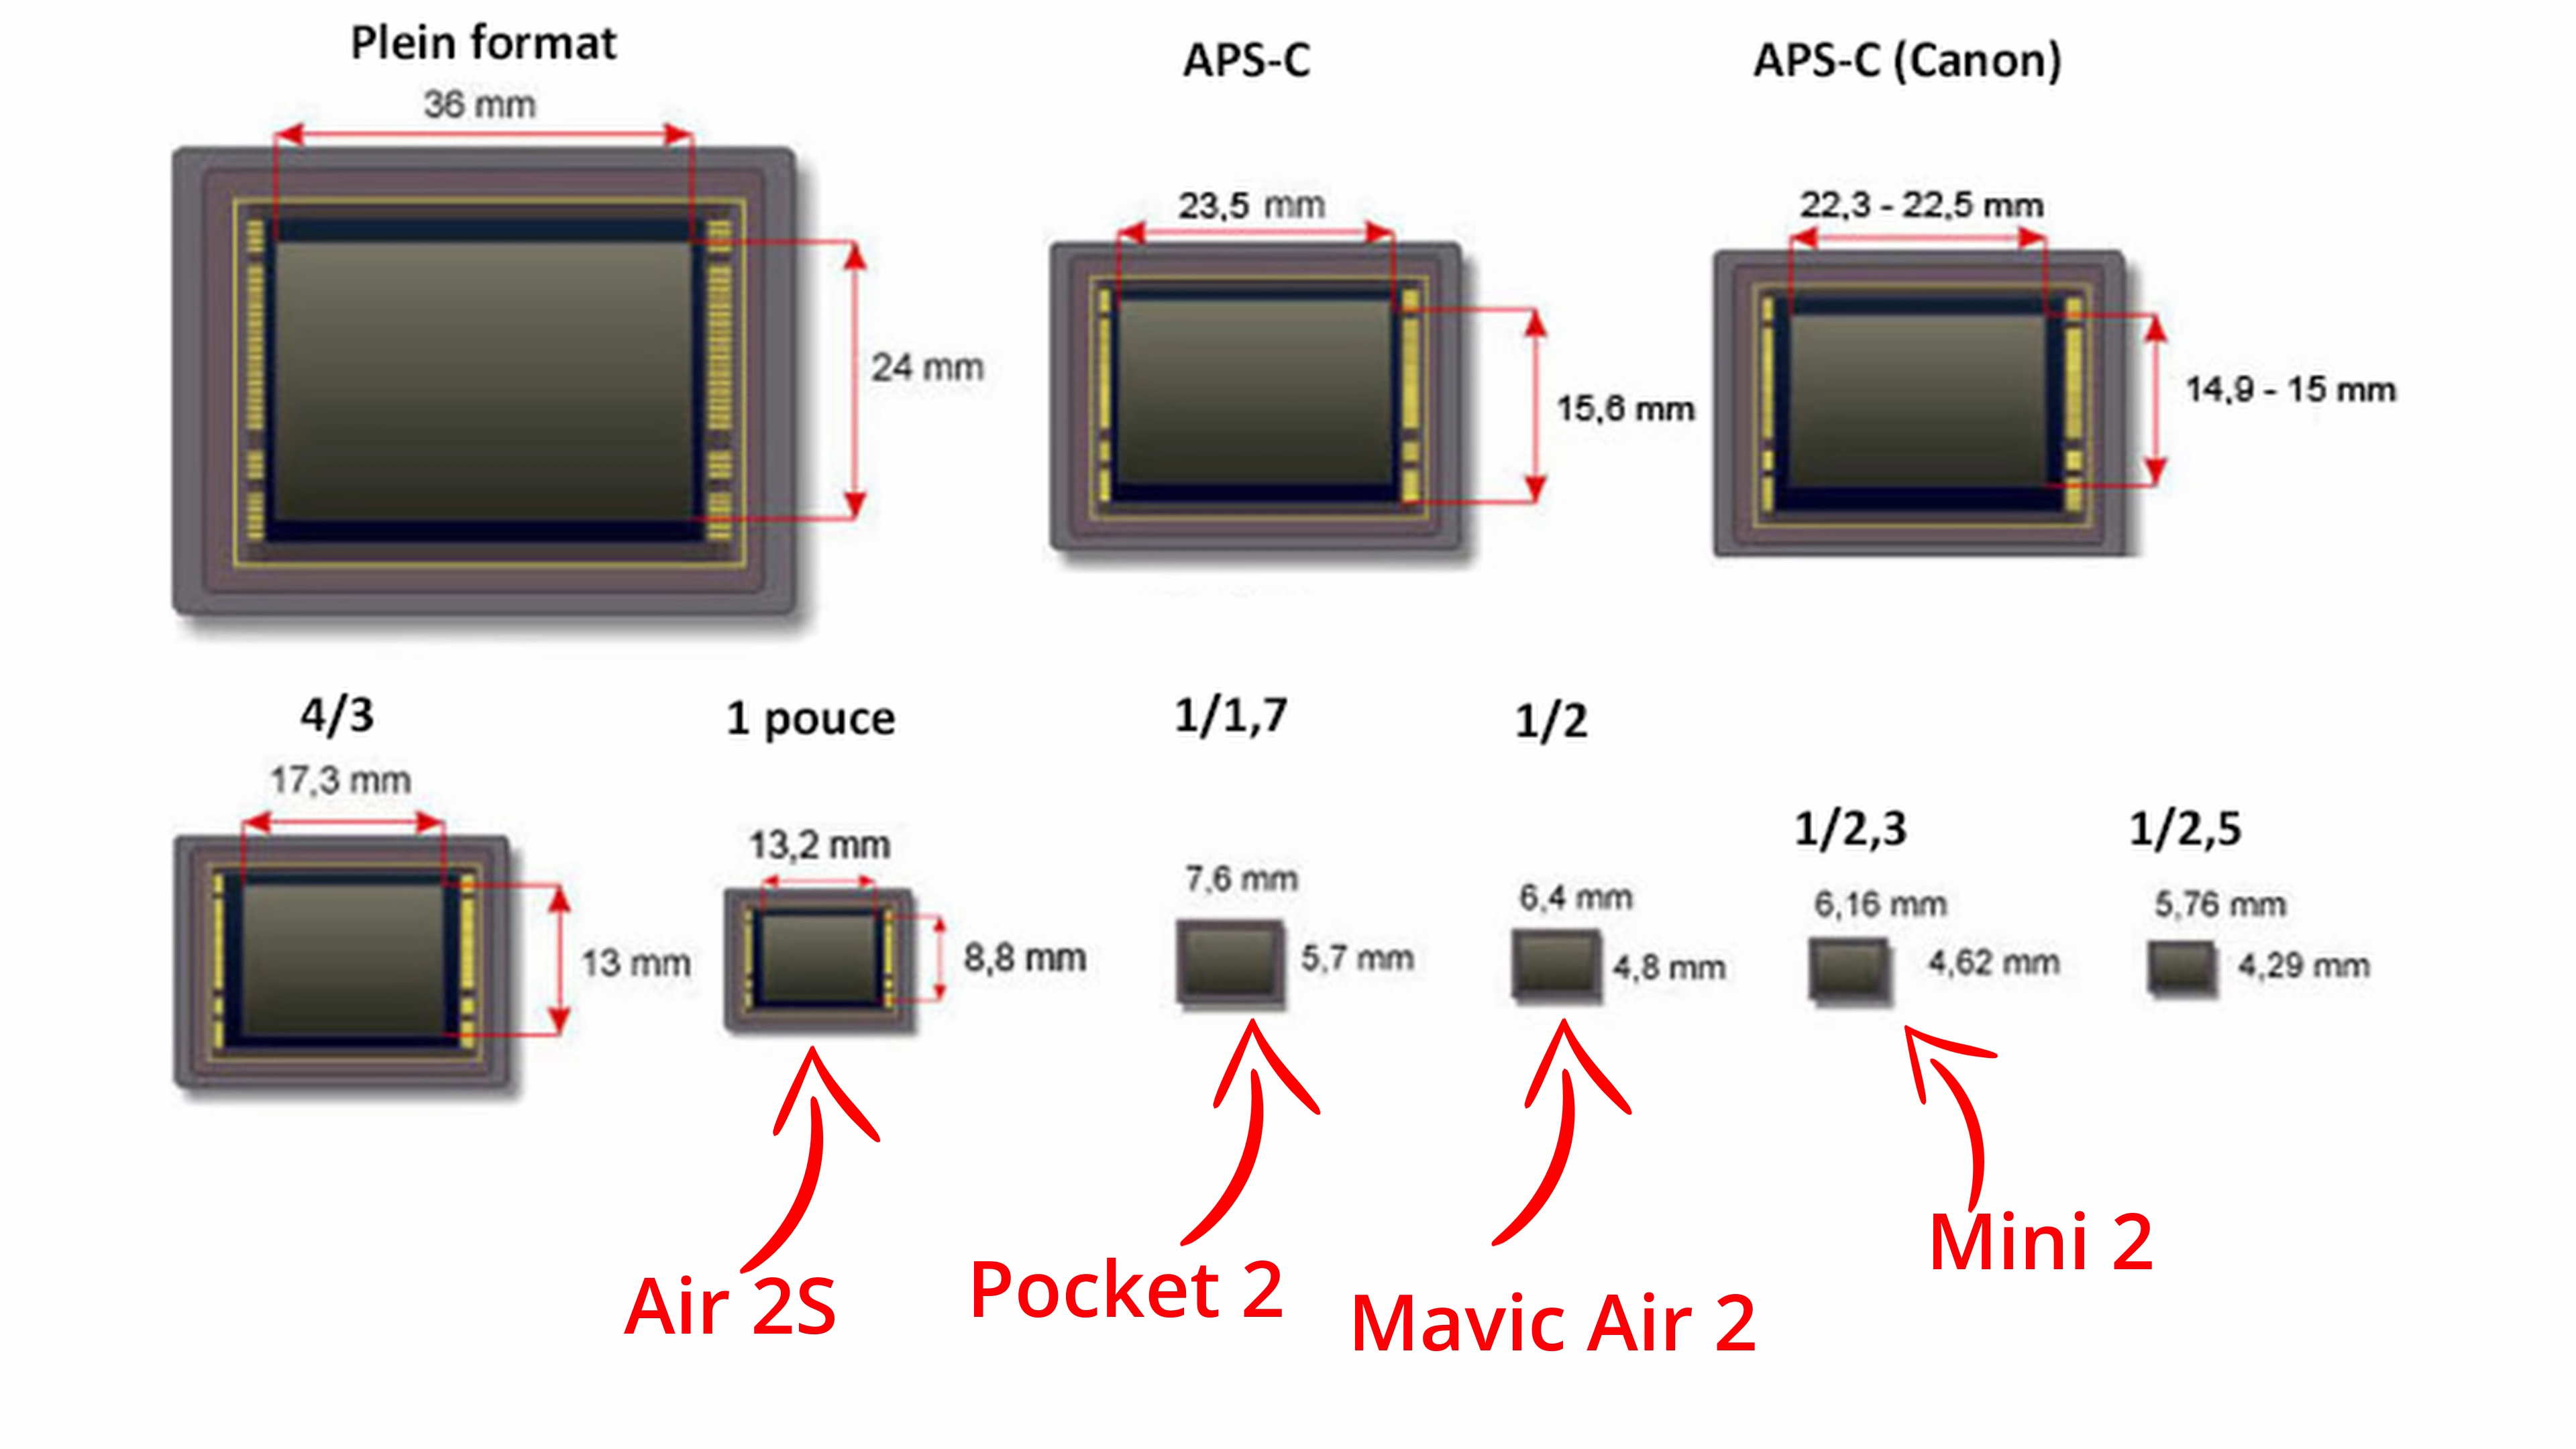 Plein format
36 mm
24 mm
APS-C
23,5 mm
15,6 mm
APS-C (Canon)
22,3 - 22,5 mm
14,9 - 15 mm
4/3
17,3 mm
13 mm
1 pouce
13,2 mm
8,8 mm
1/1,7
7,6 mm
5,7 mm
1/2
6,4 mm
4,8 mm
1/2,3
6,16 mm
4,62 mm
1/2,5
5,76 mm
4,29 mm
Air 2S
Pocket 2
Mavic Air 2
Mini 2